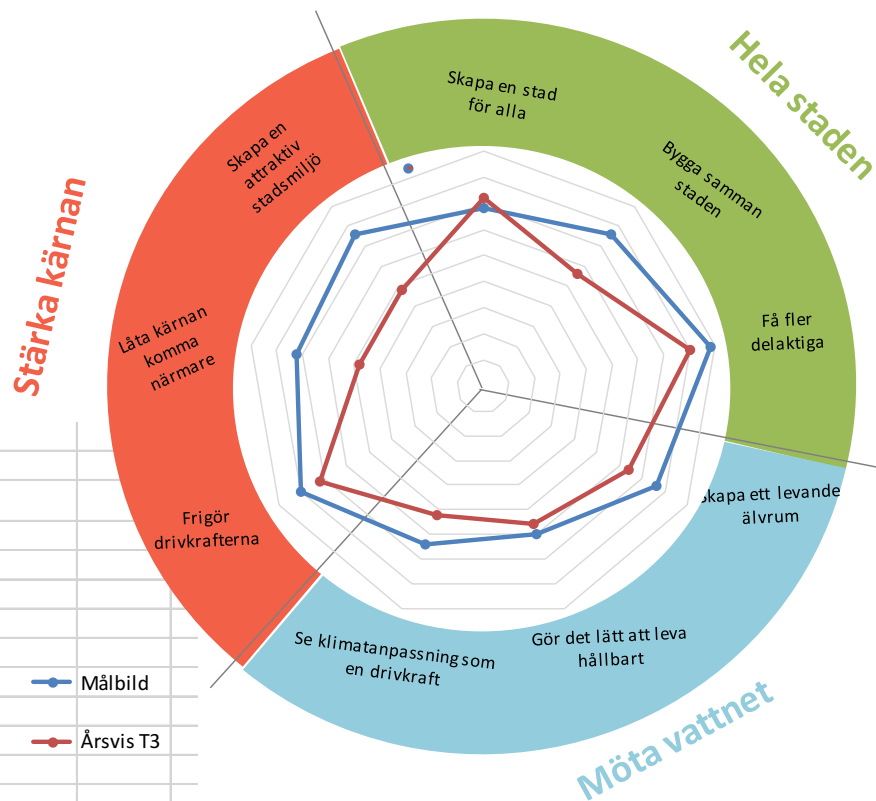 Hela staden
Skapa en stad
för alla
Bygga samman
staden
Få fler
delaktiga
Skapa ett levande
älvrum
Gör det lätt att leva
hållbart
Se klimatanpassning som
en drivkraft
Möta vattnet
Frigör
drivkrafterna
Låta kärnan
komma
närmare
Skapa en
attraktiv
stadsmiljö
Stärka kärnan
Målbild
Årsvis T3